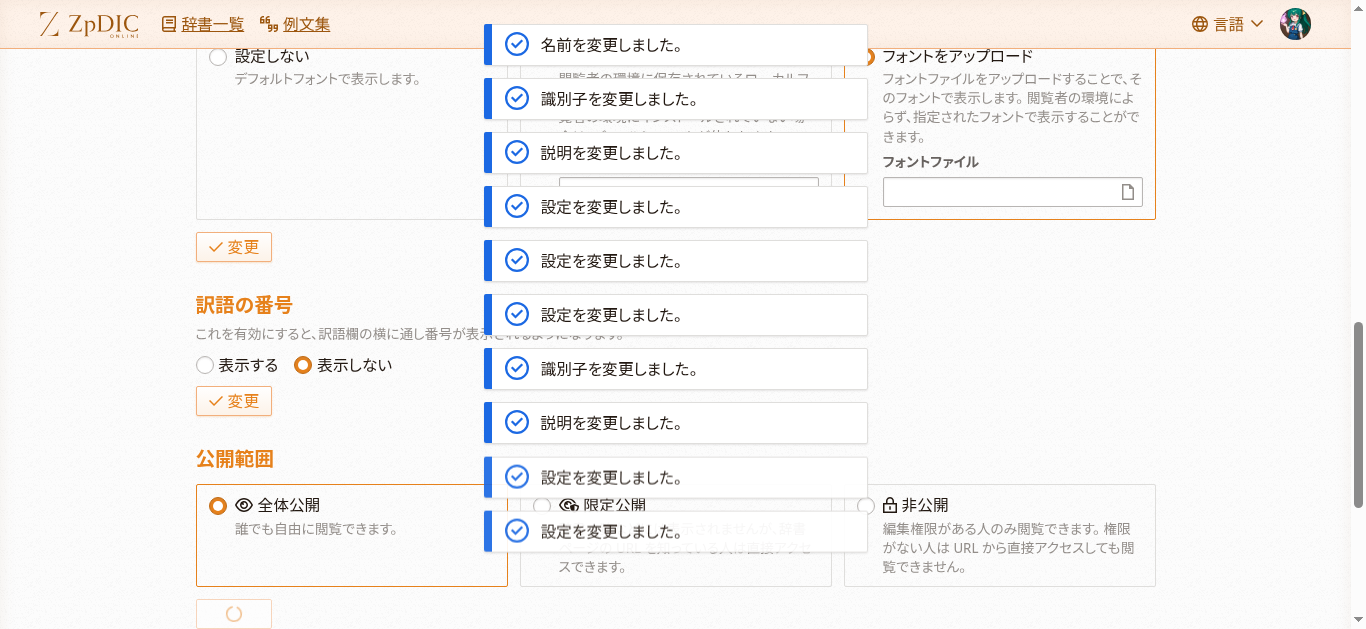 ZpDIC
ONLINE
辞書一覧
例文集
言語
設定しない
デフォルトフォントで表示します。
フォントをアップロード
フォントファイルをアップロードすることで、そ
のフォントで表示します。閲覧者の環境によ
らず、指定されたフォントで表示することがで
きます。
フォントファイル
名前を変更しました。
識別子を変更しました。
説明を変更しました。
設定を変更しました。
設定を変更しました。
設定を変更しました。
識別子を変更しました。
説明を変更しました。
設定を変更しました。
設定を変更しました。
変更
訳語の番号
これを有効にすると、訳語欄の横に通し番号が表示されるようになります。
表示する
表示しない
変更
公開範囲
全体公開
誰でも自由に閲覧できます。
限定公開
スできます。
非公開
編集権限がある人のみ閲覧できます。権限
がない人は URL から直接アクセスしても閲
覧できません。